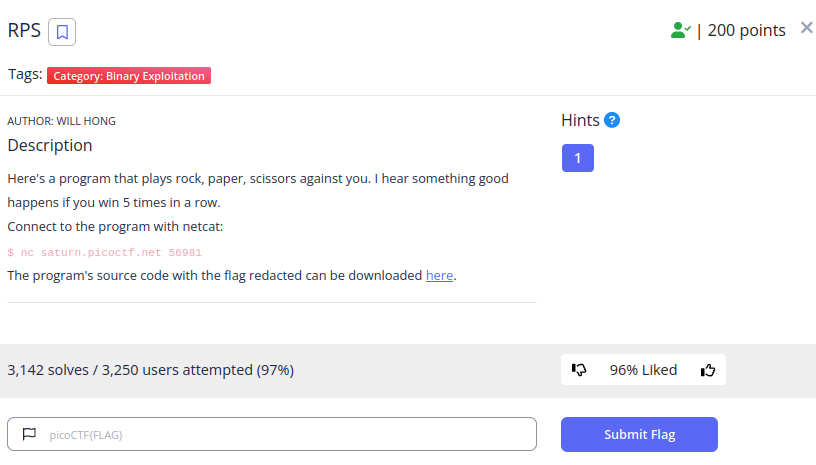 RPS
| 200 points
Tags: Category: Binary Exploitation
AUTHOR: WILL HONG
Hints ?
Description
1
Here's a program that plays rock, paper, scissors against you. I hear something good
happens if you win 5 times in a row.
Connect to the program with netcat:
$ nc saturn.picoctf.net 56981
The program's source code with the flag redacted can be downloaded here.
3,142 solves / 3,250 users attempted (97%)
96% Liked
picoCTF{FLAG}
Submit Flag